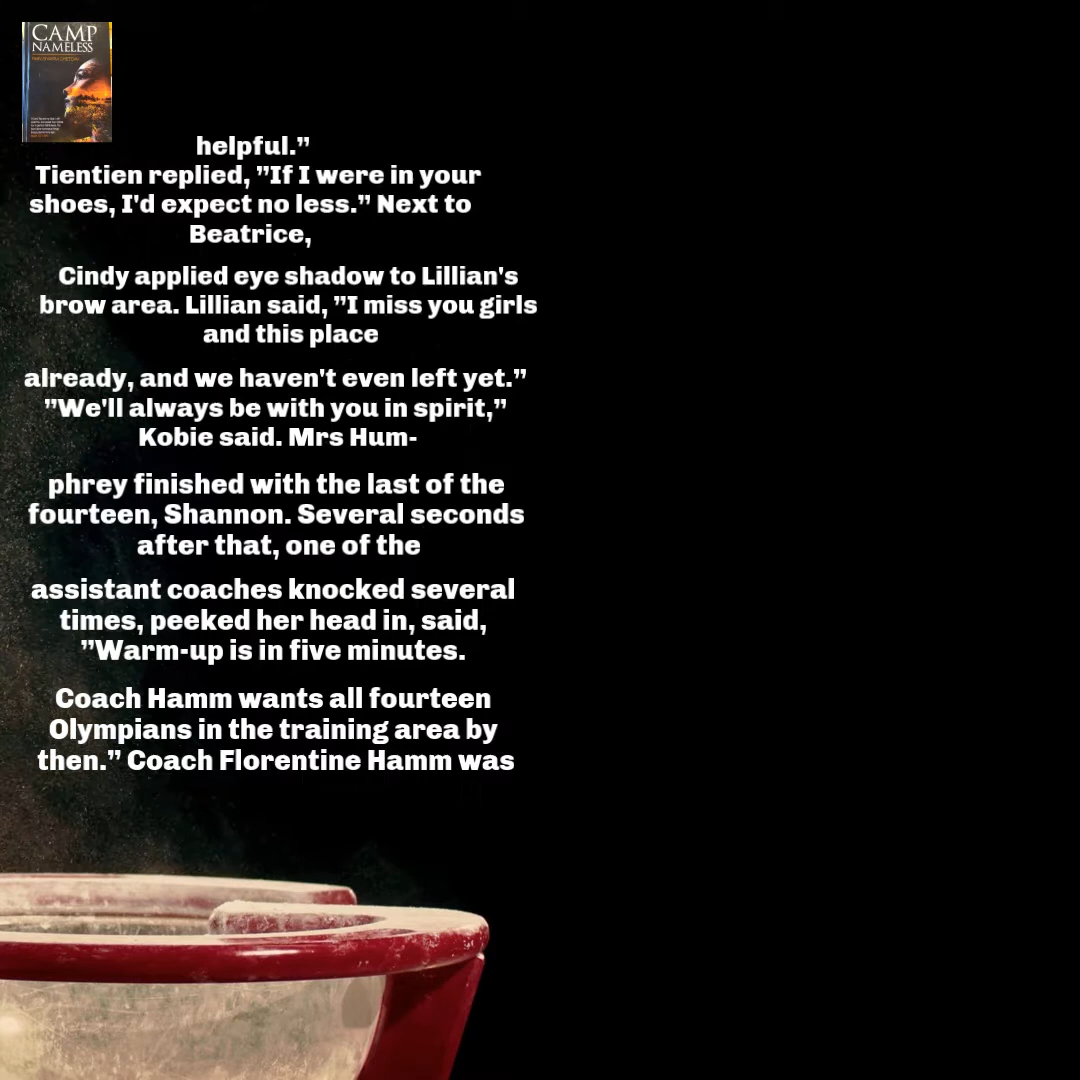 CAMP
NAMELESS
helpful.”
Tientien replied, ”If I were in your
shoes, I'd expect no less.” Next to
Beatrice,
Cindy applied eye shadow to Lillian's
brow area. Lillian said, ”I miss you girls
and this place
already, and we haven't even left yet.”
”We'll always be with you in spirit,”
Kobie said. Mrs Hum-
phrey finished with the last of the
fourteen, Shannon. Several seconds
after that, one of the
assistant coaches knocked several
times, peeked her head in, said,
”Warm-up is in five minutes.
Coach Hamm wants all fourteen
Olympians in the training area by
then.” Coach Florentine Hamm was